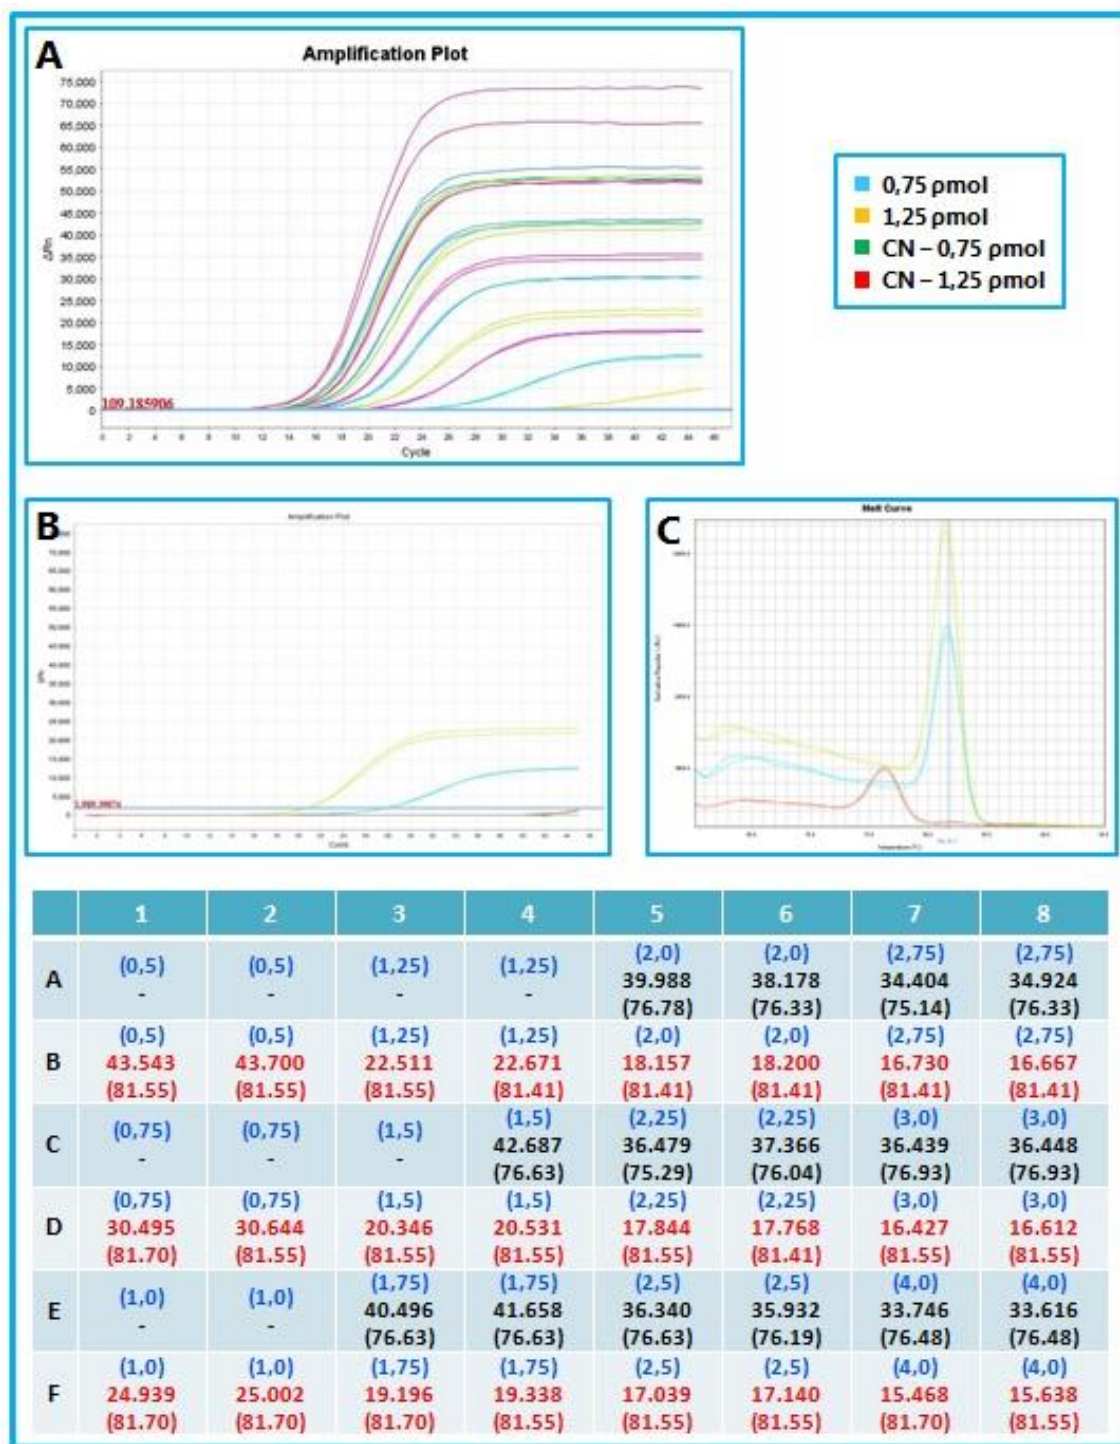 A
Amplification Plot
75.000
70.000
65.000
60.000
55.000
50.000
45.000
40.000
35.000
30.000
25.000
20.000
15.000
10.000
5.000
0
ΔRn
109.185906
0 2 4 6 8 10 12 14 16 18 20 22 24 26 28 30 32 34 36 38 40 42 44 46
Cycle
0,75 ρmol
1,25 ρmol
CN – 0,75 ρmol
CN – 1,25 ρmol
B
Amplification Plot
Cycle
C
Melt Curve
1 2 3 4 5 6 7 8
A
(0,5) (0,5) (1,25) (1,25) (2,0) (2,0) (2,75) (2,75)
- - - - 39.988 38.178 34.404 34.924
(76.78) (76.33) (75.14) (76.33)
B
(0,5) (0,5) (1,25) (1,25) (2,0) (2,0) (2,75) (2,75)
43.543 43.700 22.511 22.671 18.157 18.200 16.730 16.667
(81.55) (81.55) (81.55) (81.41) (81.41) (81.41) (81.41) (81.41)
C
(0,75) (0,75) (1,5) (1,5) (2,25) (2,25) (3,0) (3,0)
- - - 42.687 36.479 37.366 36.439 36.448
(76.63) (75.29) (76.04) (76.93) (76.93)
D
(0,75) (0,75) (1,5) (1,5) (2,25) (2,25) (3,0) (3,0)
30.495 30.644 20.346 20.531 17.844 17.768 16.427 16.612
(81.70) (81.55) (81.55) (81.55) (81.55) (81.41) (81.55) (81.55)
E
(1,0) (1,0) (1,75) (1,75) (2,5) (2,5) (4,0) (4,0)
- - 40.496 41.658 36.340 35.932 33.746 33.616
(76.63) (76.63) (76.63) (76.19) (76.48) (76.48)
F
(1,0) (1,0) (1,75) (1,75) (2,5) (2,5) (4,0) (4,0)
24.939 25.002 19.196 19.338 17.039 17.140 15.468 15.638
(81.70) (81.70) (81.70) (81.55) (81.55) (81.55) (81.70) (81.55)